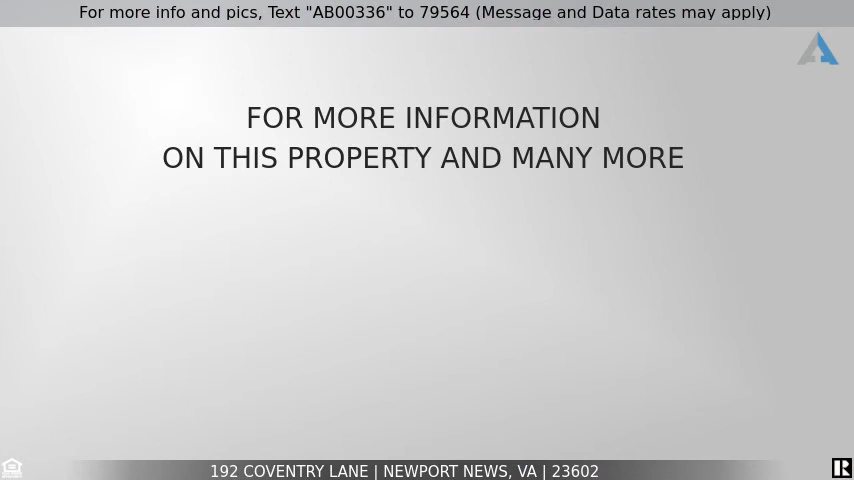 For more info and pics, Text "AB00336" to 79564 (Message and Data rates may apply)
FOR MORE INFORMATION
ON THIS PROPERTY AND MANY MORE
192 COVENTRY LANE | NEWPORT NEWS, VA | 23602